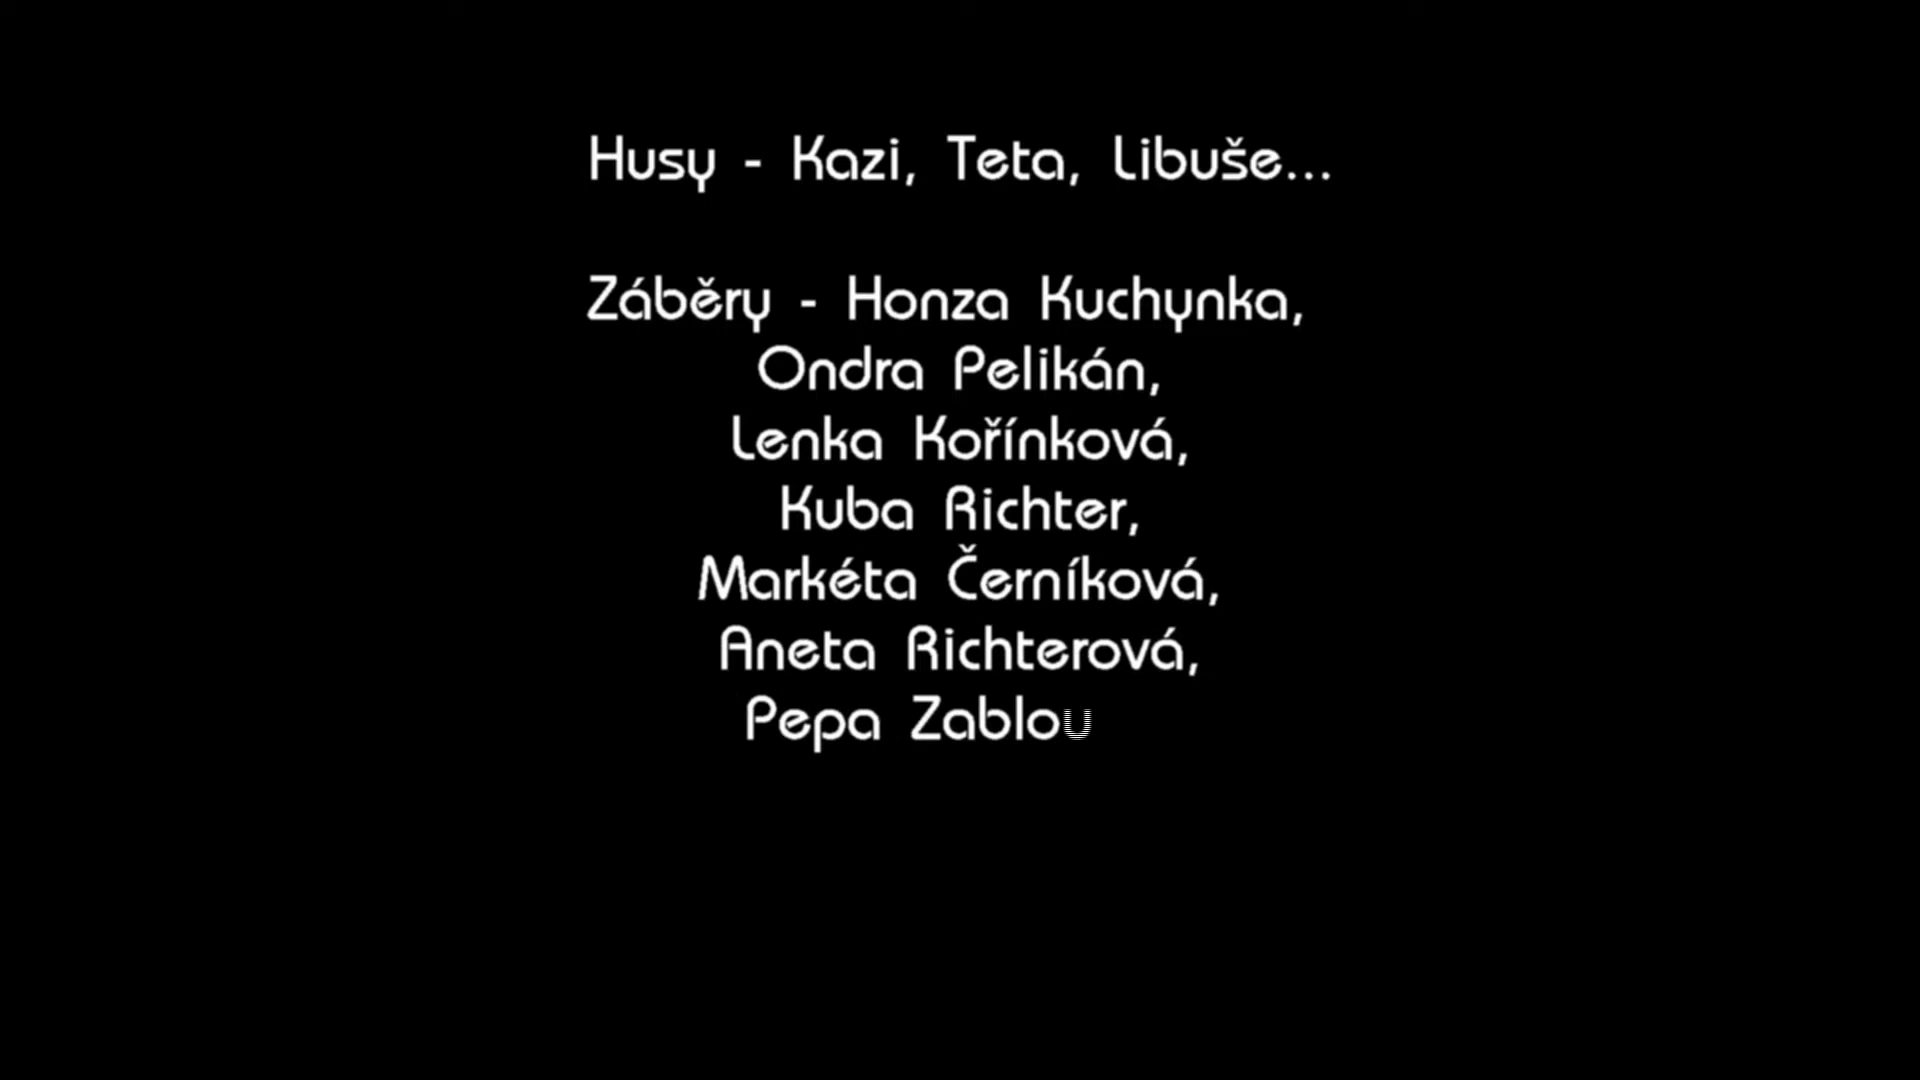 Husy - Kazi, Teta, Libuše...
Záběry - Honza Kuchynka,
Ondra Pelikán,
Lenka Kořínková,
Kuba Richter,
Markéta Černíková,
Aneta Richterová,
Pepa Zablou